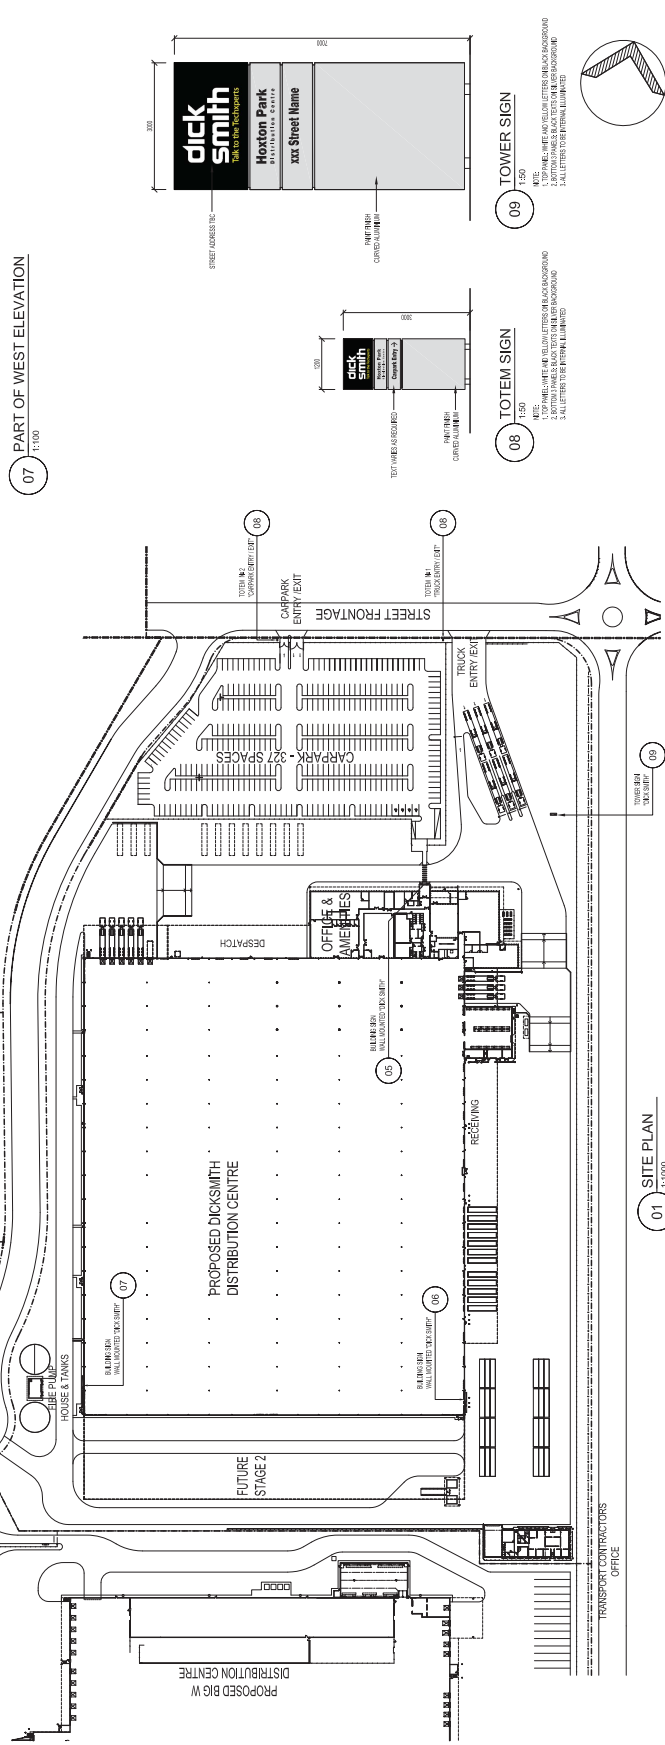 07
PART OF WEST ELEVATION
1:100
7000
3000
dick
smith
Talk to the Techxperts
Hoxton Park
Distribution Centre
xxx Street Name
STREET ADDRESS TBC
PAINT FINISH
CURVED ALUMINIUM
09
TOWER SIGN
1:50
NOTE:
1. TOP PANEL: WHITE AND YELLOW LETTERS ON BLACK BACKGROUND
2. BOTTOM 3 PANELS: BLACK TEXTS ON SILVER BACKGROUND
3. ALL LETTERS TO BE INTERNAL ILLUMINATED
3000
1200
dick
smith
Talk to the Techxperts
Hoxton Park
Carpark Entry →
TEXT VARIES AS REQUIRED
PAINT FINISH
CURVED ALUMINIUM
08
TOTEM SIGN
1:50
NOTE:
1. TOP PANEL: WHITE AND YELLOW LETTERS ON BLACK BACKGROUND
2. BOTTOM 3 PANELS: BLACK TEXTS ON SILVER BACKGROUND
3. ALL LETTERS TO BE INTERNAL ILLUMINATED
08
TOTEM No 2
"CARPARK ENTRY / EXIT"
08
TOTEM No 1
"TRUCK ENTRY / EXIT"
CARPARK
ENTRY /EXIT
STREET FRONTAGE
TRUCK
ENTRY /EXIT
CARPARK - 327 SPACES
09
TOWER SIGN
"DICK SMITH"
DESPATCH
OFFICE &
AMENITIES
BUILDING SIGN
WALL MOUNTED "DICK SMITH"
05
RECEIVING
PROPOSED DICKSMITH
DISTRIBUTION CENTRE
07
BUILDING SIGN
WALL MOUNTED "DICK SMITH"
06
BUILDING SIGN
WALL MOUNTED "DICK SMITH"
FIRE PUMP
HOUSE & TANKS
FUTURE
STAGE 2
TRANSPORT CONTRACTORS
OFFICE
PROPOSED BIG W
DISTRIBUTION CENTRE
01
SITE PLAN
1:1000